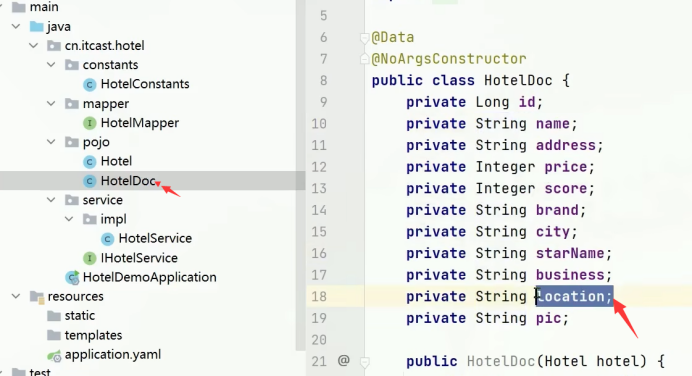 main
java
cn.itcast.hotel
constants
HotelConstants
mapper
HotelMapper
pojo
Hotel
HotelDoc
service
impl
HotelService
IHotelService
HotelDemoApplication
resources
static
templates
application.yaml
test
5
6 @Data
7 @NoArgsConstructor
8 public class HotelDoc {
9 private Long id;
10 private String name;
11 private String address;
12 private Integer price;
13 private Integer score;
14 private String brand;
15 private String city;
16 private String starName;
17 private String business;
18 private String location;
19 private String pic;
20
21 @ public HotelDoc(Hotel hotel) {